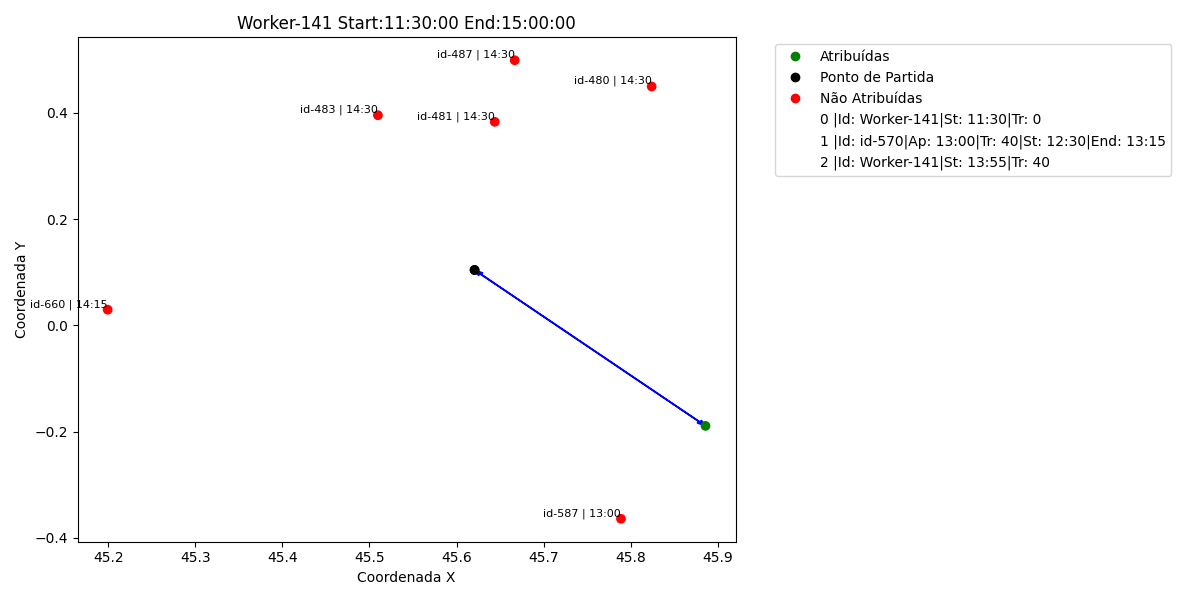 Worker-141 Start:11:30:00 End:15:00:00
id-487 | 14:30
id-480 | 14:30
id-483 | 14:30
id-481 | 14:30
id-660 | 14:15
id-587 | 13:00
0.4
0.2
0.0
−0.2
−0.4
Coordenada Y
45.2 45.3 45.4 45.5 45.6 45.7 45.8 45.9
Coordenada X
Atribuídas
Ponto de Partida
Não Atribuídas
0 |Id: Worker-141|St: 11:30|Tr: 0
1 |Id: id-570|Ap: 13:00|Tr: 40|St: 12:30|End: 13:15
2 |Id: Worker-141|St: 13:55|Tr: 40